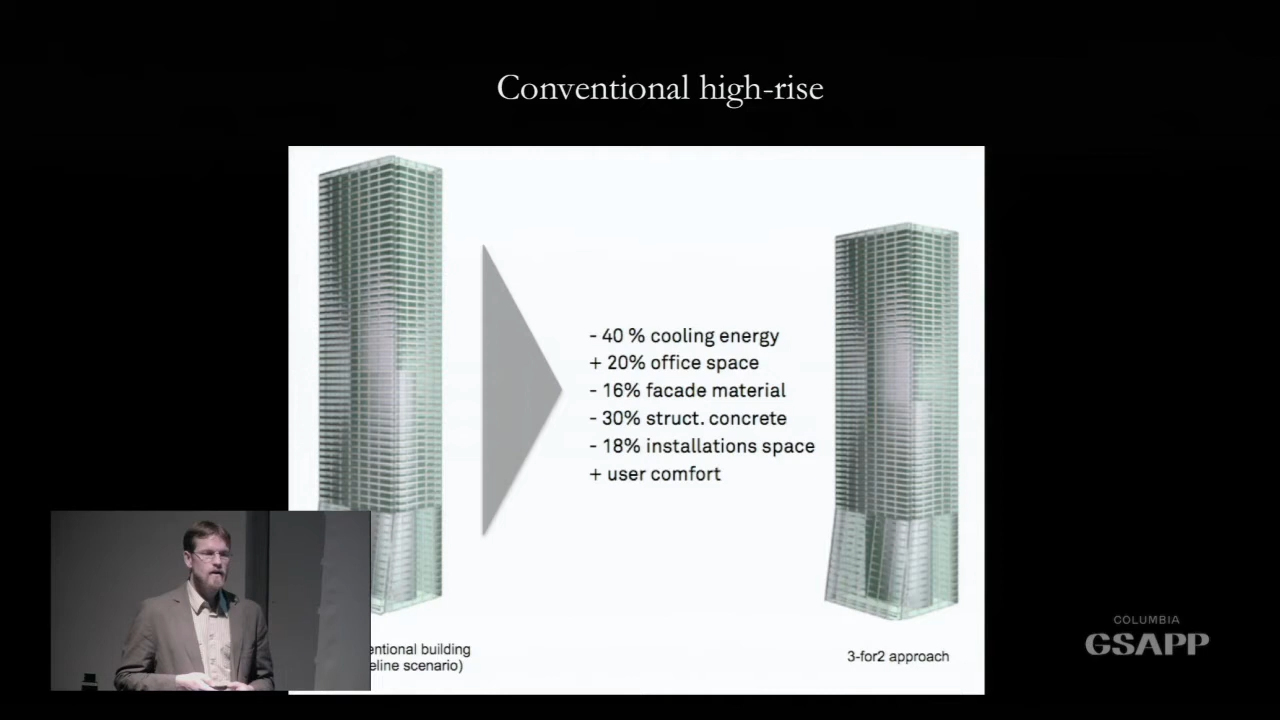 Conventional high-rise
- 40 % cooling energy
+ 20% office space
- 16% facade material
- 30% struct. concrete
- 18% installations space
+ user comfort
entional building
eline scenario)
3-for2 approach
COLUMBIA
GSAPP